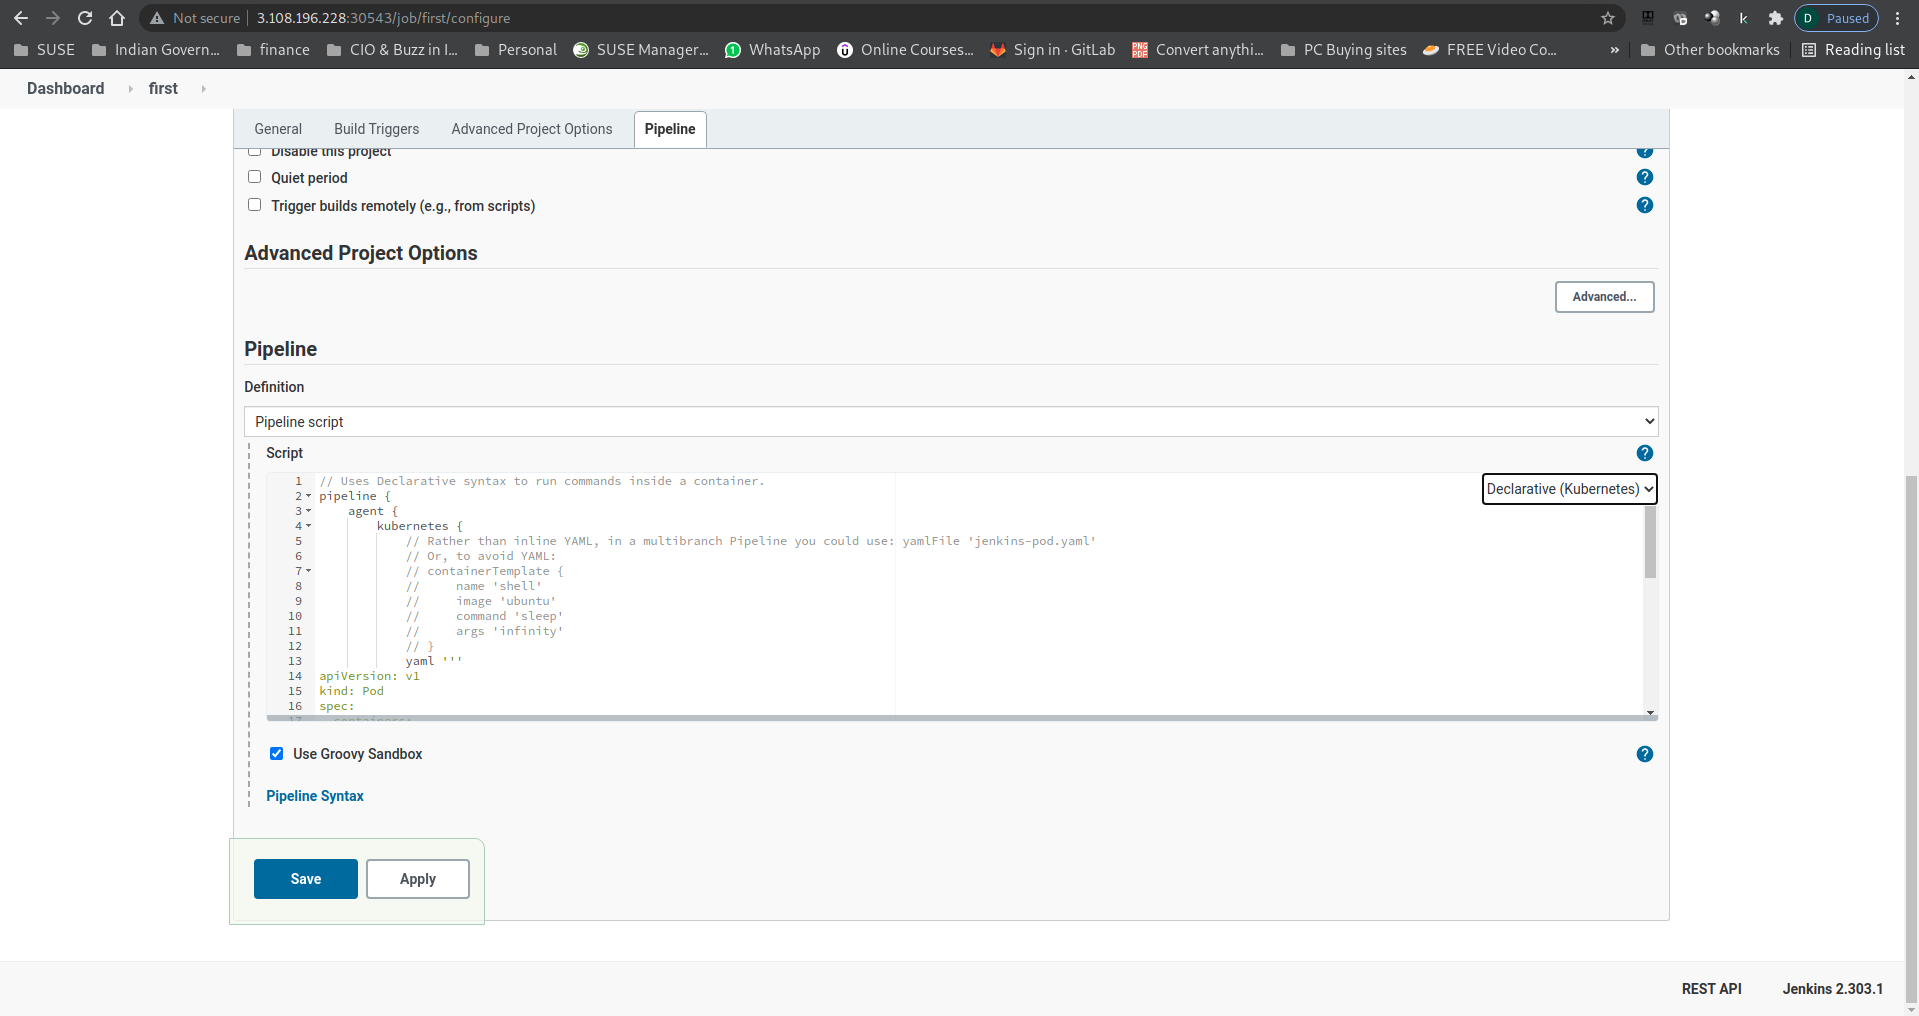 Not secure 3.108.196.228:30543/job/first/configure D Paused
SUSE Indian Govern... finance CIO & Buzz in I... Personal SUSE Manager... WhatsApp Online Courses... Sign in · GitLab Convert anythi... PC Buying sites FREE Video Co... » Other bookmarks Reading list
Dashboard first
General Build Triggers Advanced Project Options Pipeline
Disable this project
Quiet period
Trigger builds remotely (e.g., from scripts)
Advanced Project Options
Advanced...
Pipeline
Definition
Pipeline script
Script
Declarative (Kubernetes)
1 // Uses Declarative syntax to run commands inside a container.
2 pipeline {
3 agent {
4 kubernetes {
5 // Rather than inline YAML, in a multibranch Pipeline you could use: yamlFile 'jenkins-pod.yaml'
6 // Or, to avoid YAML:
7 // containerTemplate {
8 // name 'shell'
9 // image 'ubuntu'
10 // command 'sleep'
11 // args 'infinity'
12 // }
13 yaml '''
14 apiVersion: v1
15 kind: Pod
16 spec:
17 containers:
Use Groovy Sandbox
Pipeline Syntax
Save Apply
REST API Jenkins 2.303.1